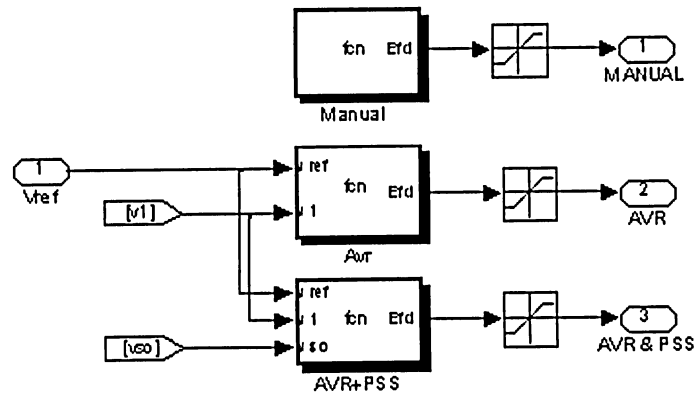 fcn Efd
1
MANUAL
Manual
1
Vref
ref
fcn
Efd
2
[v1]
1
AVR
Avr
ref
1
fcn Efd
3
[vso]
so
AVR & PSS
AVR+PSS